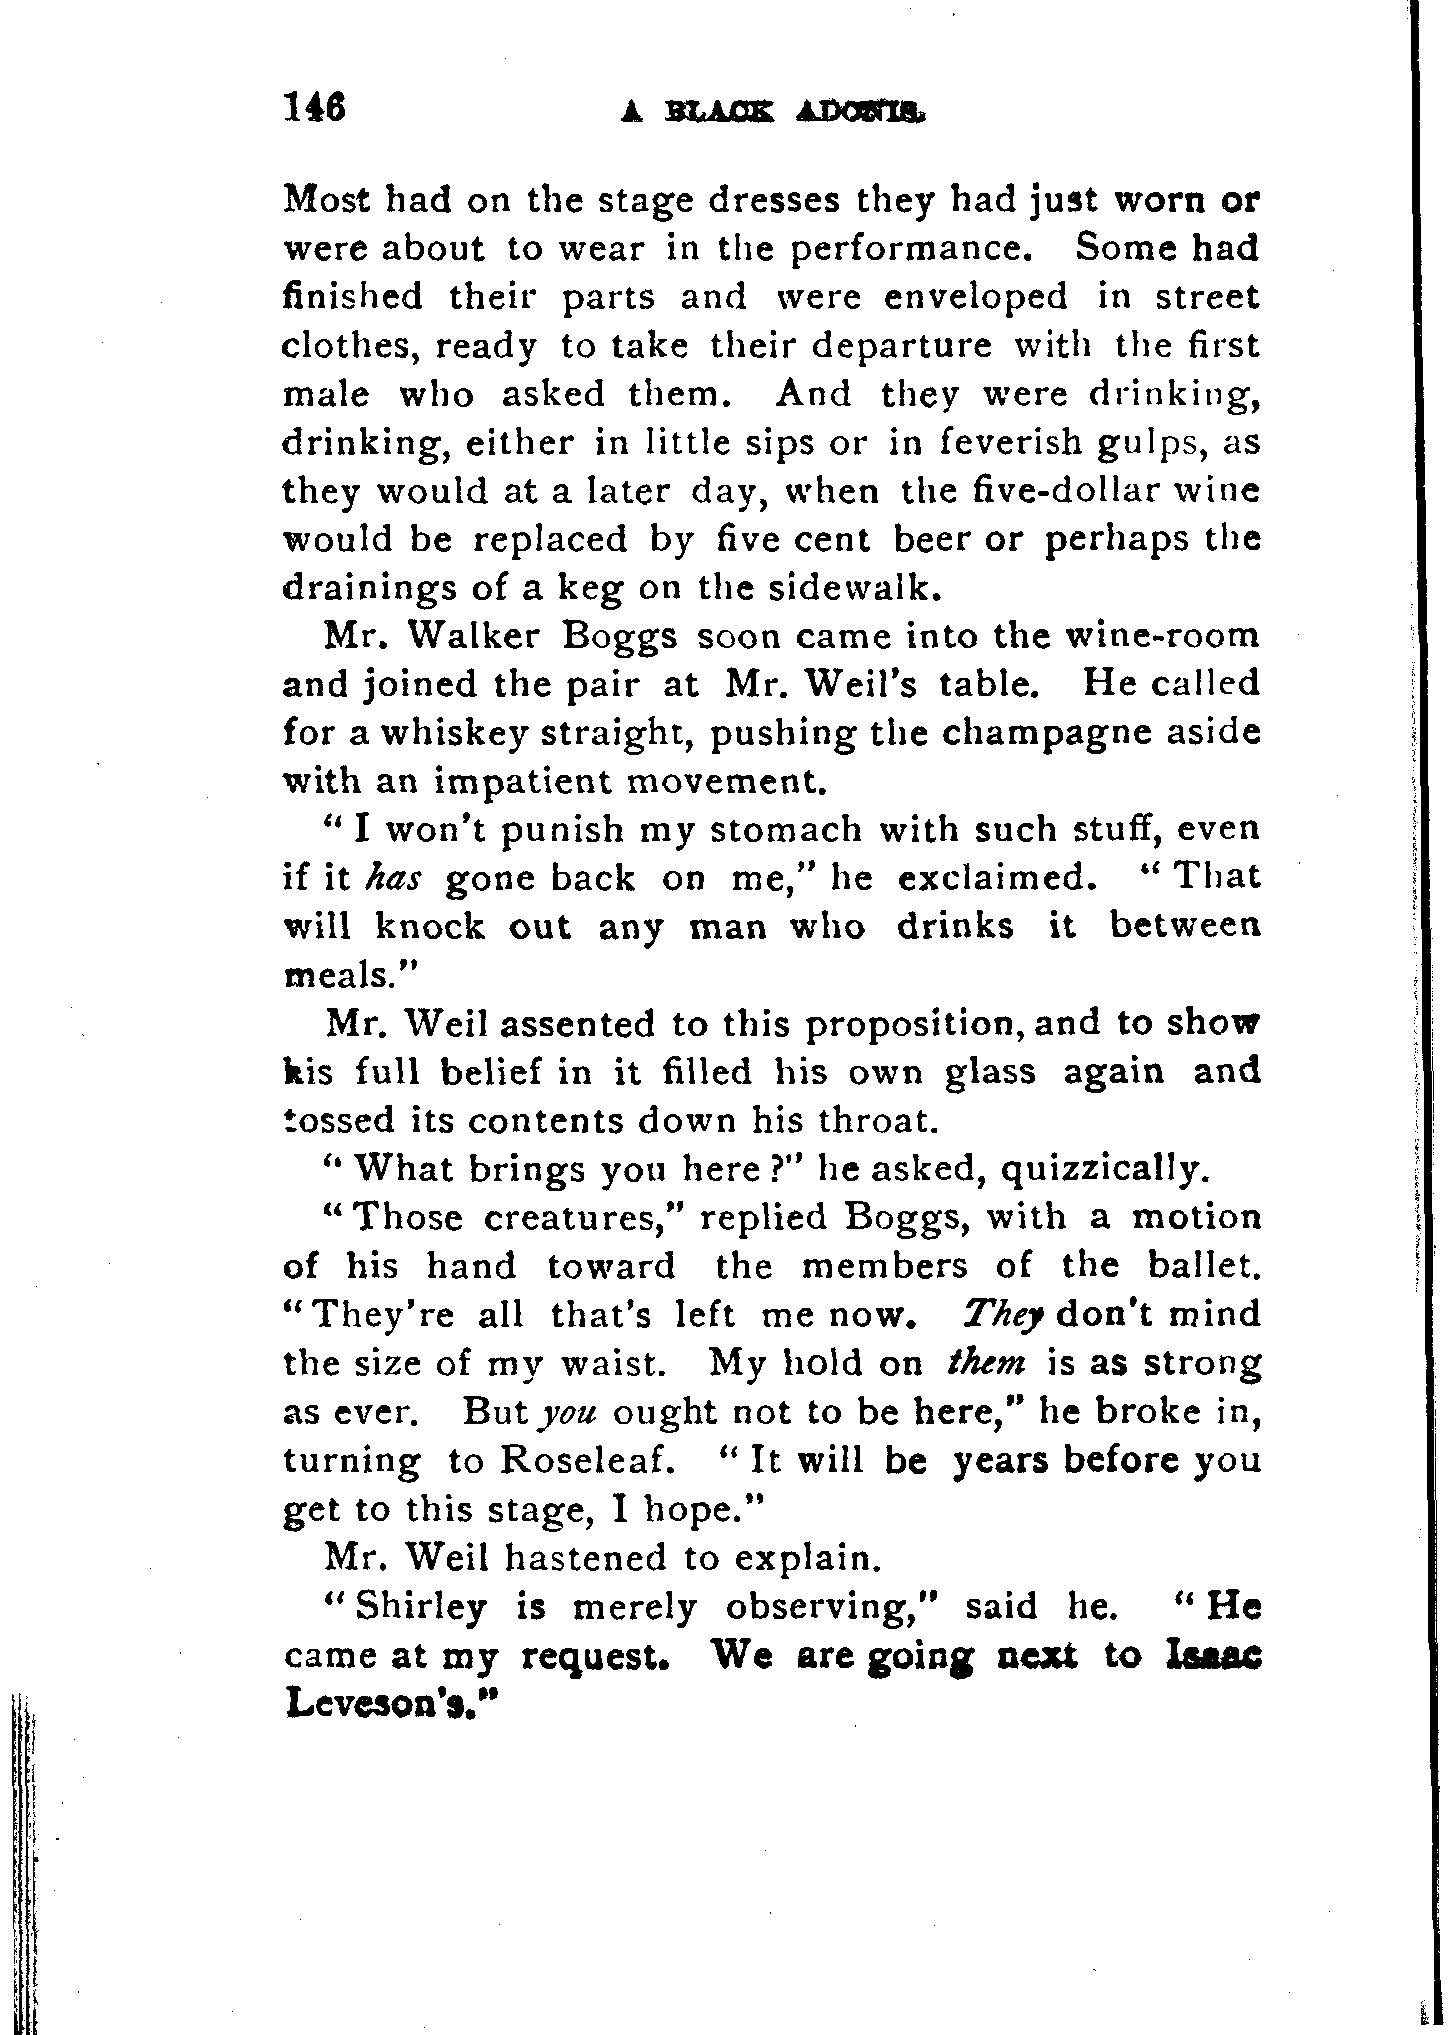 146 A BLACK ADONIS.
Most had on the stage dresses they had just worn or
were about to wear in the performance. Some had
finished their parts and were enveloped in street
clothes, ready to take their departure with the first
male who asked them. And they were drinking,
drinking, either in little sips or in feverish gulps, as
they would at a later day, when the five-dollar wine
would be replaced by five cent beer or perhaps the
drainings of a keg on the sidewalk.
Mr. Walker Boggs soon came into the wine-room
and joined the pair at Mr. Weil's table. He called
for a whiskey straight, pushing the champagne aside
with an impatient movement.
"I won't punish my stomach with such stuff, even
if it has gone back on me," he exclaimed. "That
will knock out any man who drinks it between
meals."
Mr. Weil assented to this proposition, and to show
his full belief in it filled his own glass again and
tossed its contents down his throat.
"What brings you here?" he asked, quizzically.
"Those creatures," replied Boggs, with a motion
of his hand toward the members of the ballet.
"They're all that's left me now. They don't mind
the size of my waist. My hold on them is as strong
as ever. But you ought not to be here," he broke in,
turning to Roseleaf. "It will be years before you
get to this stage, I hope."
Mr. Weil hastened to explain.
"Shirley is merely observing," said he. "He
came at my request. We are going next to Isaac
Leveson's."